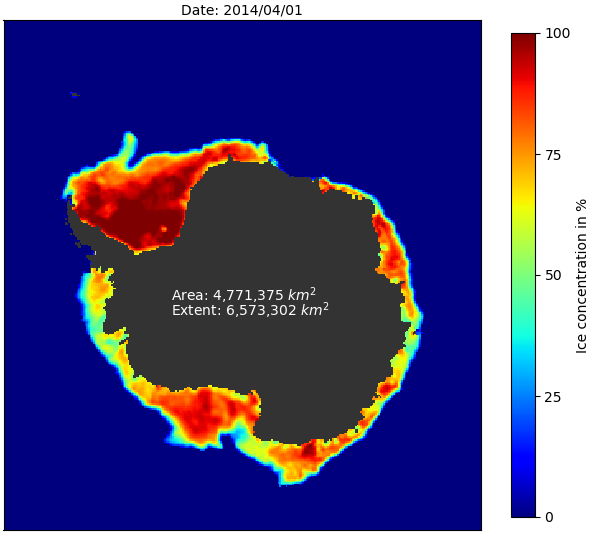 Date: 2014/04/01
100
75
50
25
0
Ice concentration in %
Area: 4,771,375 km²
Extent: 6,573,302 km²